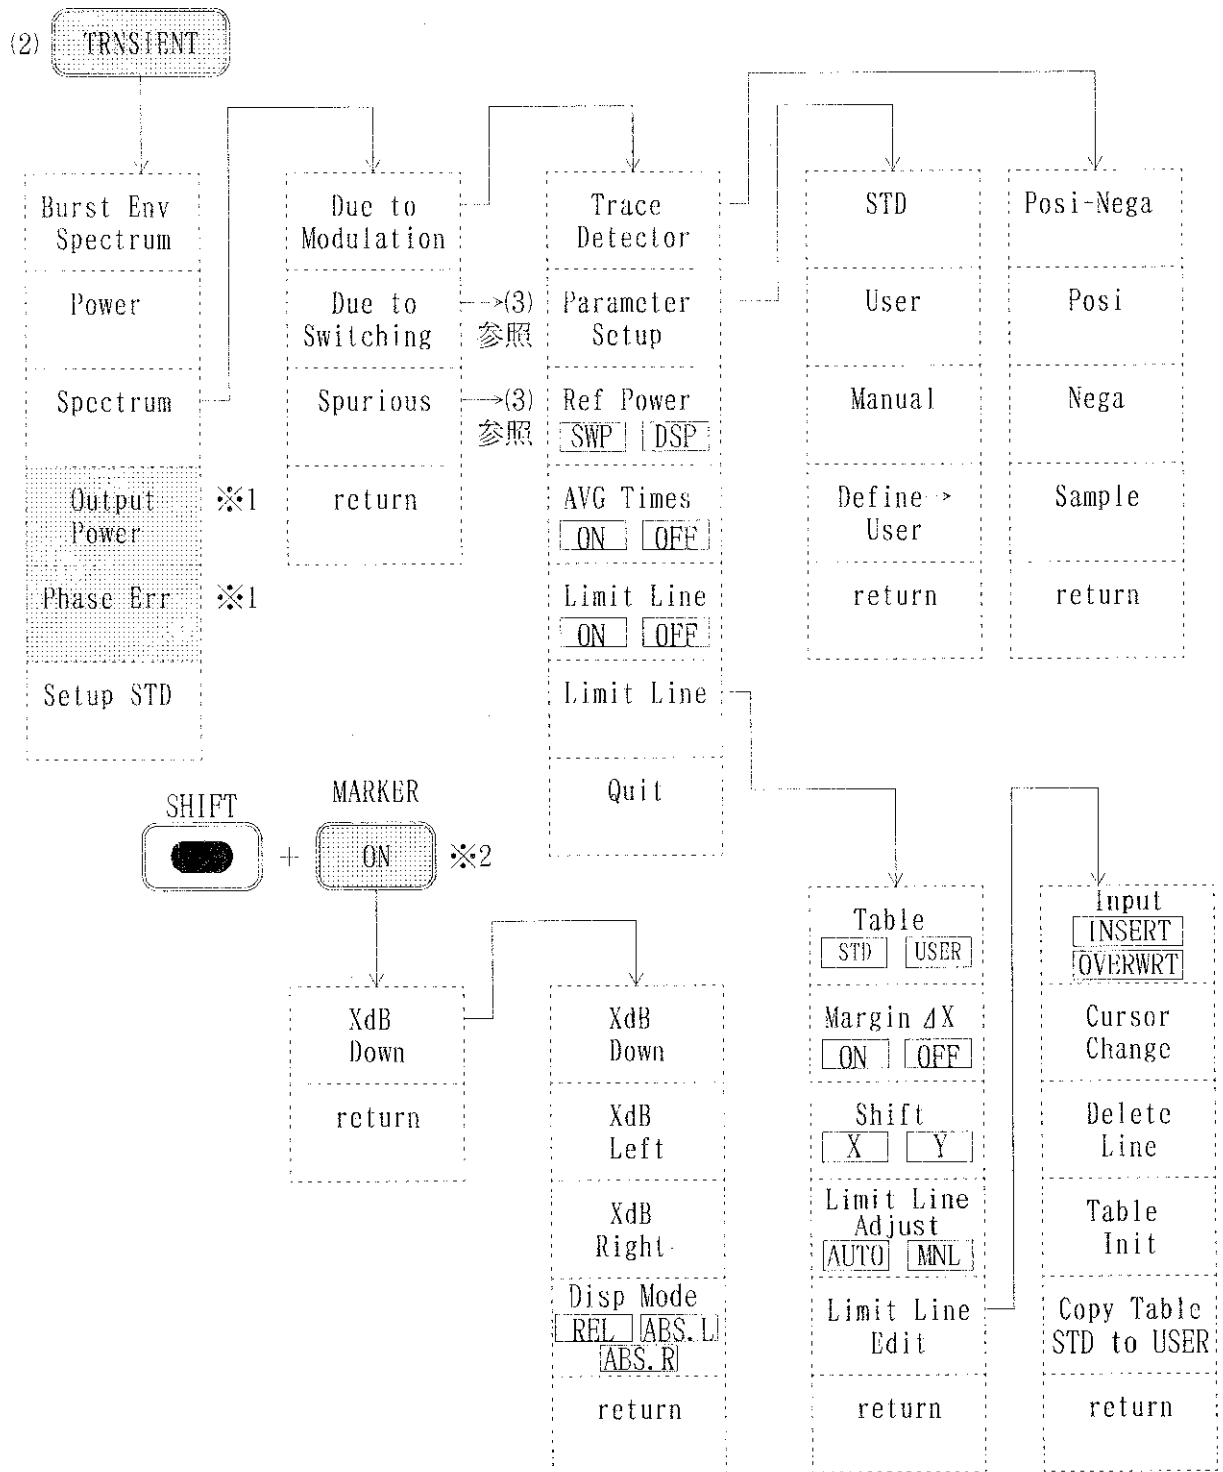 (2) TRNSIENT
Burst Env
Spectrum
Power
Spectrum
Output
Power
※1
Phase Err
※1
Setup STD
Due to
Modulation
Due to
Switching
→(3)
参照
Spurious
→(3)
参照
return
Trace
Detector
Parameter
Setup
Ref Power
SWP DSP
AVG Times
ON OFF
Limit Line
ON OFF
Limit Line
Quit
STD
User
Manual
Define→
User
return
Posi-Nega
Posi
Nega
Sample
return
SHIFT
+
MARKER
ON
※2
XdB
Down
return
XdB
Down
XdB
Left
XdB
Right
Disp Mode
REL ABS.L
ABS.R
return
Table
STD USER
Margin ⊿X
ON OFF
Shift
X Y
Limit Line
Adjust
AUTO MNL
Limit Line
Edit
return
Input
INSERT
OVERWRT
Cursor
Change
Delete
Line
Table
Init
Copy Table
STD to USER
return